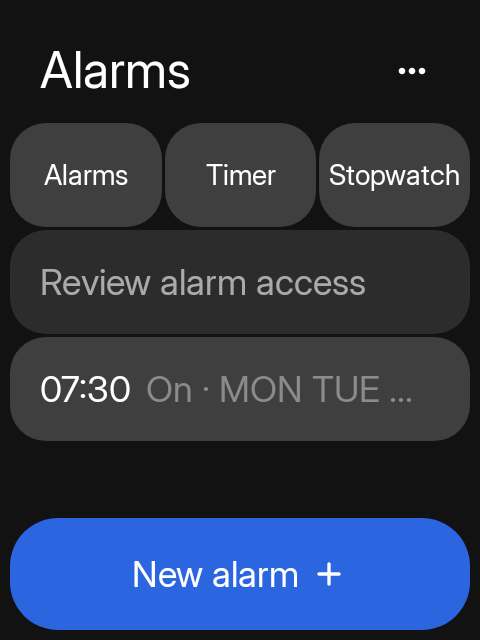 Alarms
Alarms Timer Stopwatch
Review alarm access
07:30 On · MON TUE ...
New alarm +